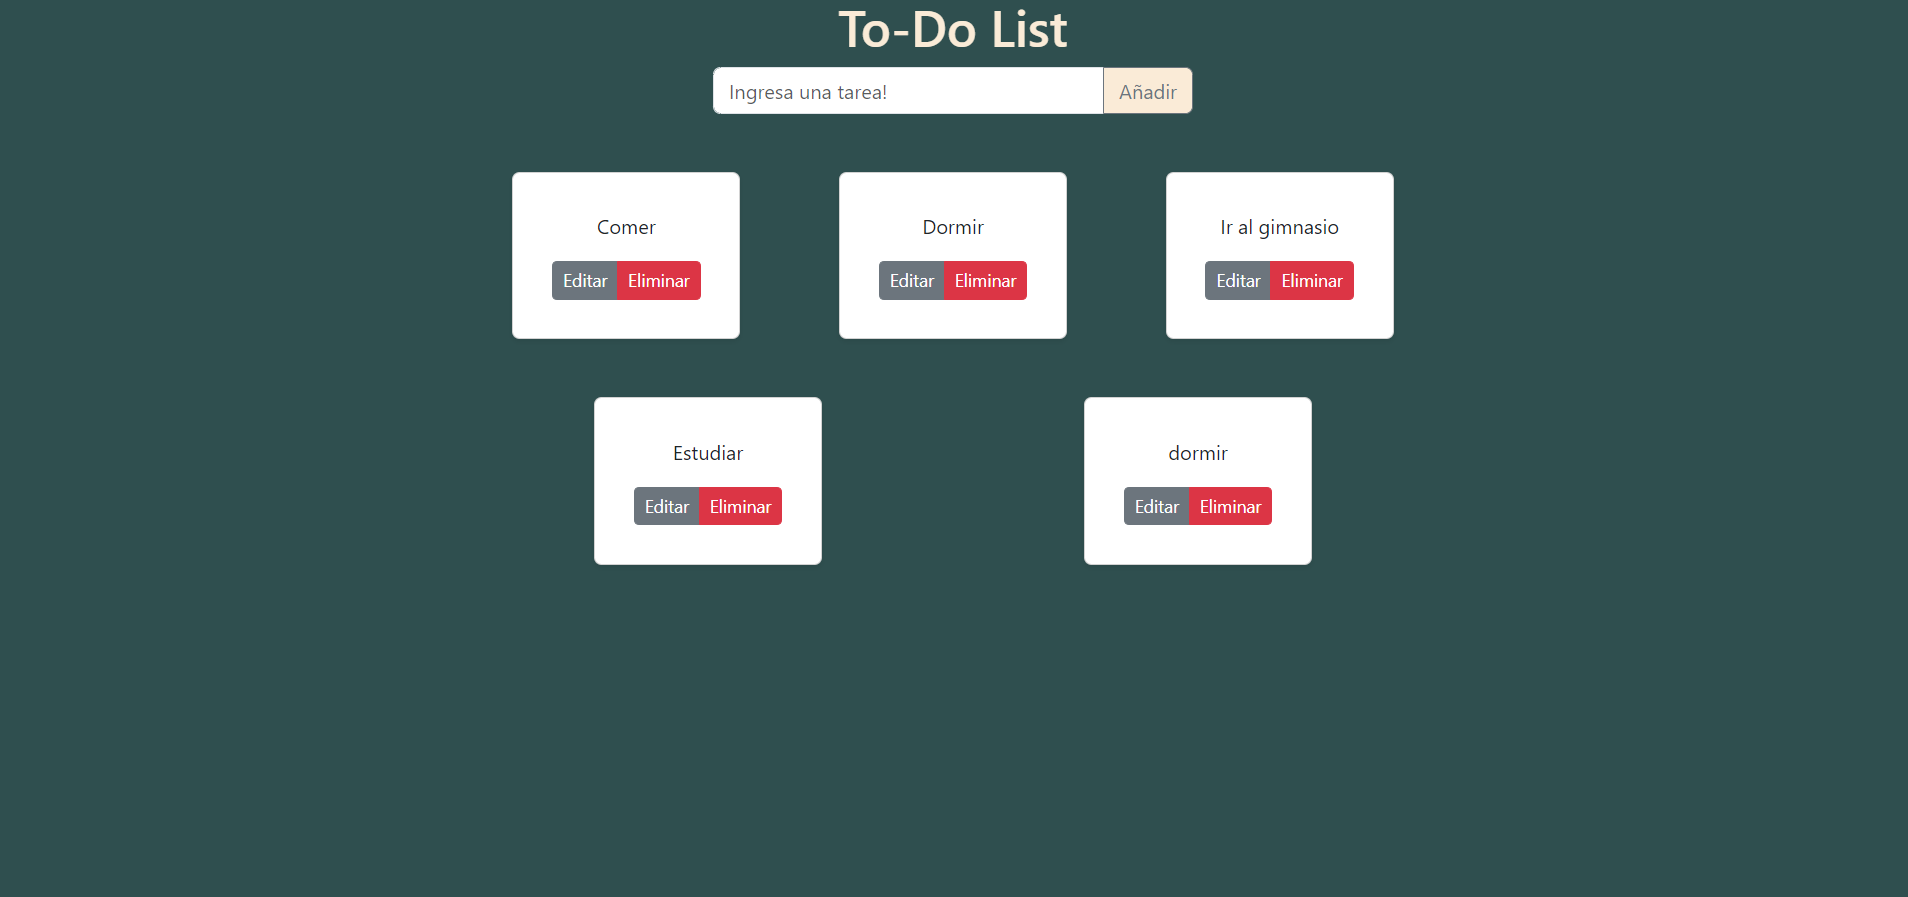 To-Do List
Ingresa una tarea! Añadir
Comer
Editar Eliminar
Dormir
Editar Eliminar
Ir al gimnasio
Editar Eliminar
Estudiar
Editar Eliminar
dormir
Editar Eliminar